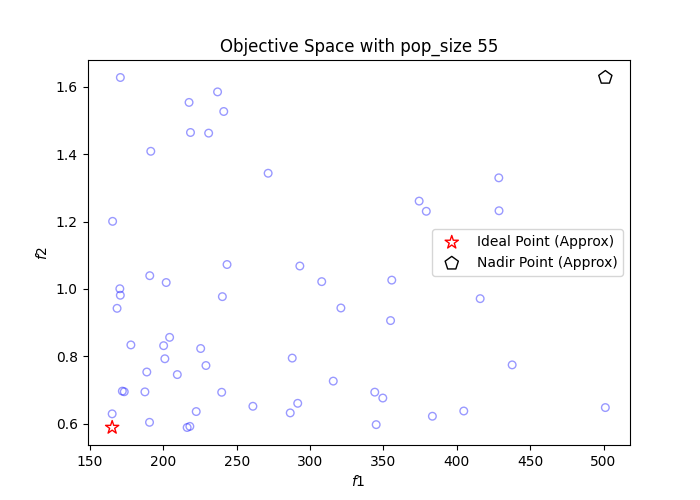 Objective Space with pop_size 55
f2
1.6
1.4
1.2
1.0
0.8
0.6
Ideal Point (Approx)
Nadir Point (Approx)
150 200 250 300 350 400 450 500
f1